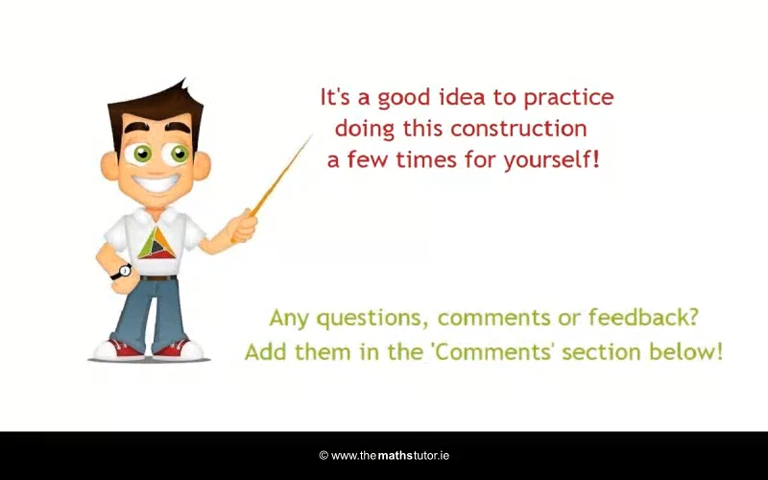 It's a good idea to practice
doing this construction
a few times for yourself!
Any questions, comments or feedback?
Add them in the 'Comments' section below!
© www.themathstutor.ie